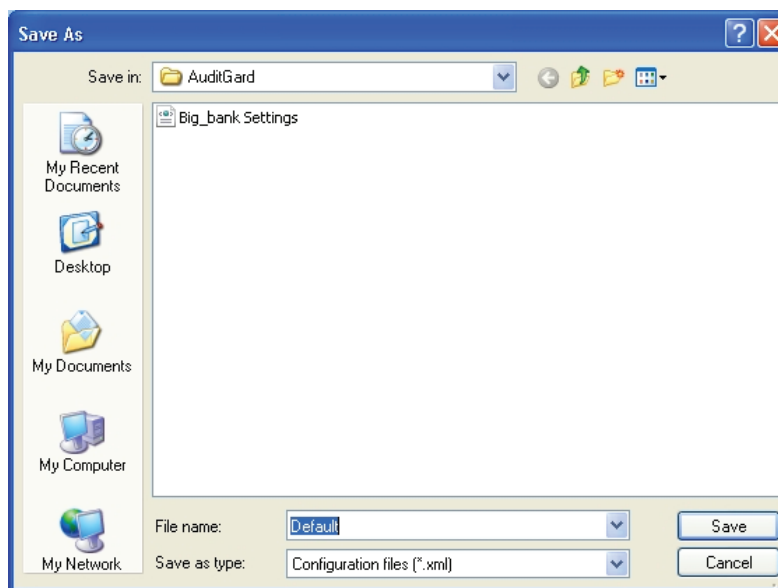 Save As
Save in: AuditGard
Big_bank Settings
My Recent
Documents
Desktop
My Documents
My Computer
My Network
File name: Default Save
Save as type: Configuration files (*.xml) Cancel